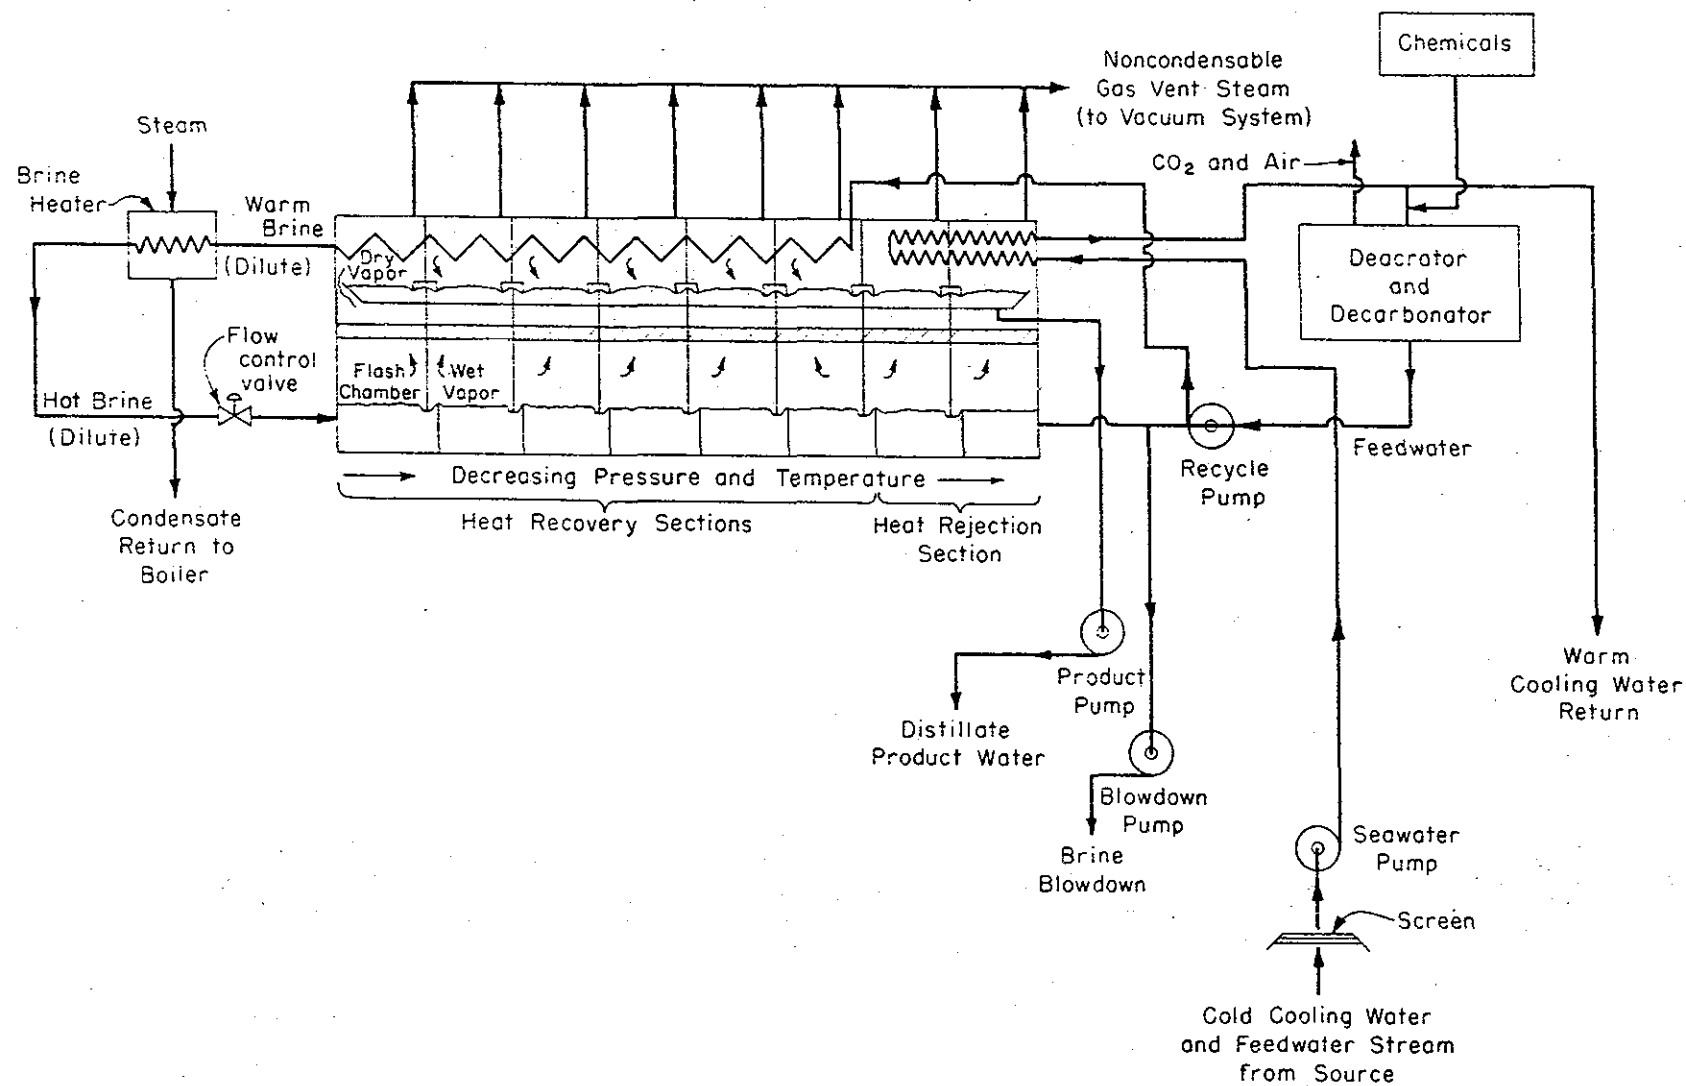 Chemicals
Noncondensable
Gas Vent Steam
(to Vacuum System)
Steam
CO₂ and Air
Brine
Heater
Warm
Brine
(Dilute)
Dry
Vapor
Deacrator
and
Decarbonator
Flow
control
valve
Flash
Chamber
Wet
Vapor
Hot Brine
(Dilute)
Feedwater
Recycle
Pump
Decreasing Pressure and Temperature
Heat Recovery Sections
Heat Rejection
Section
Condensate
Return to
Boiler
Product
Pump
Distillate
Product Water
Warm
Cooling Water
Return
Blowdown
Pump
Brine
Blowdown
Seawater
Pump
Screen
Cold Cooling Water
and Feedwater Stream
from Source